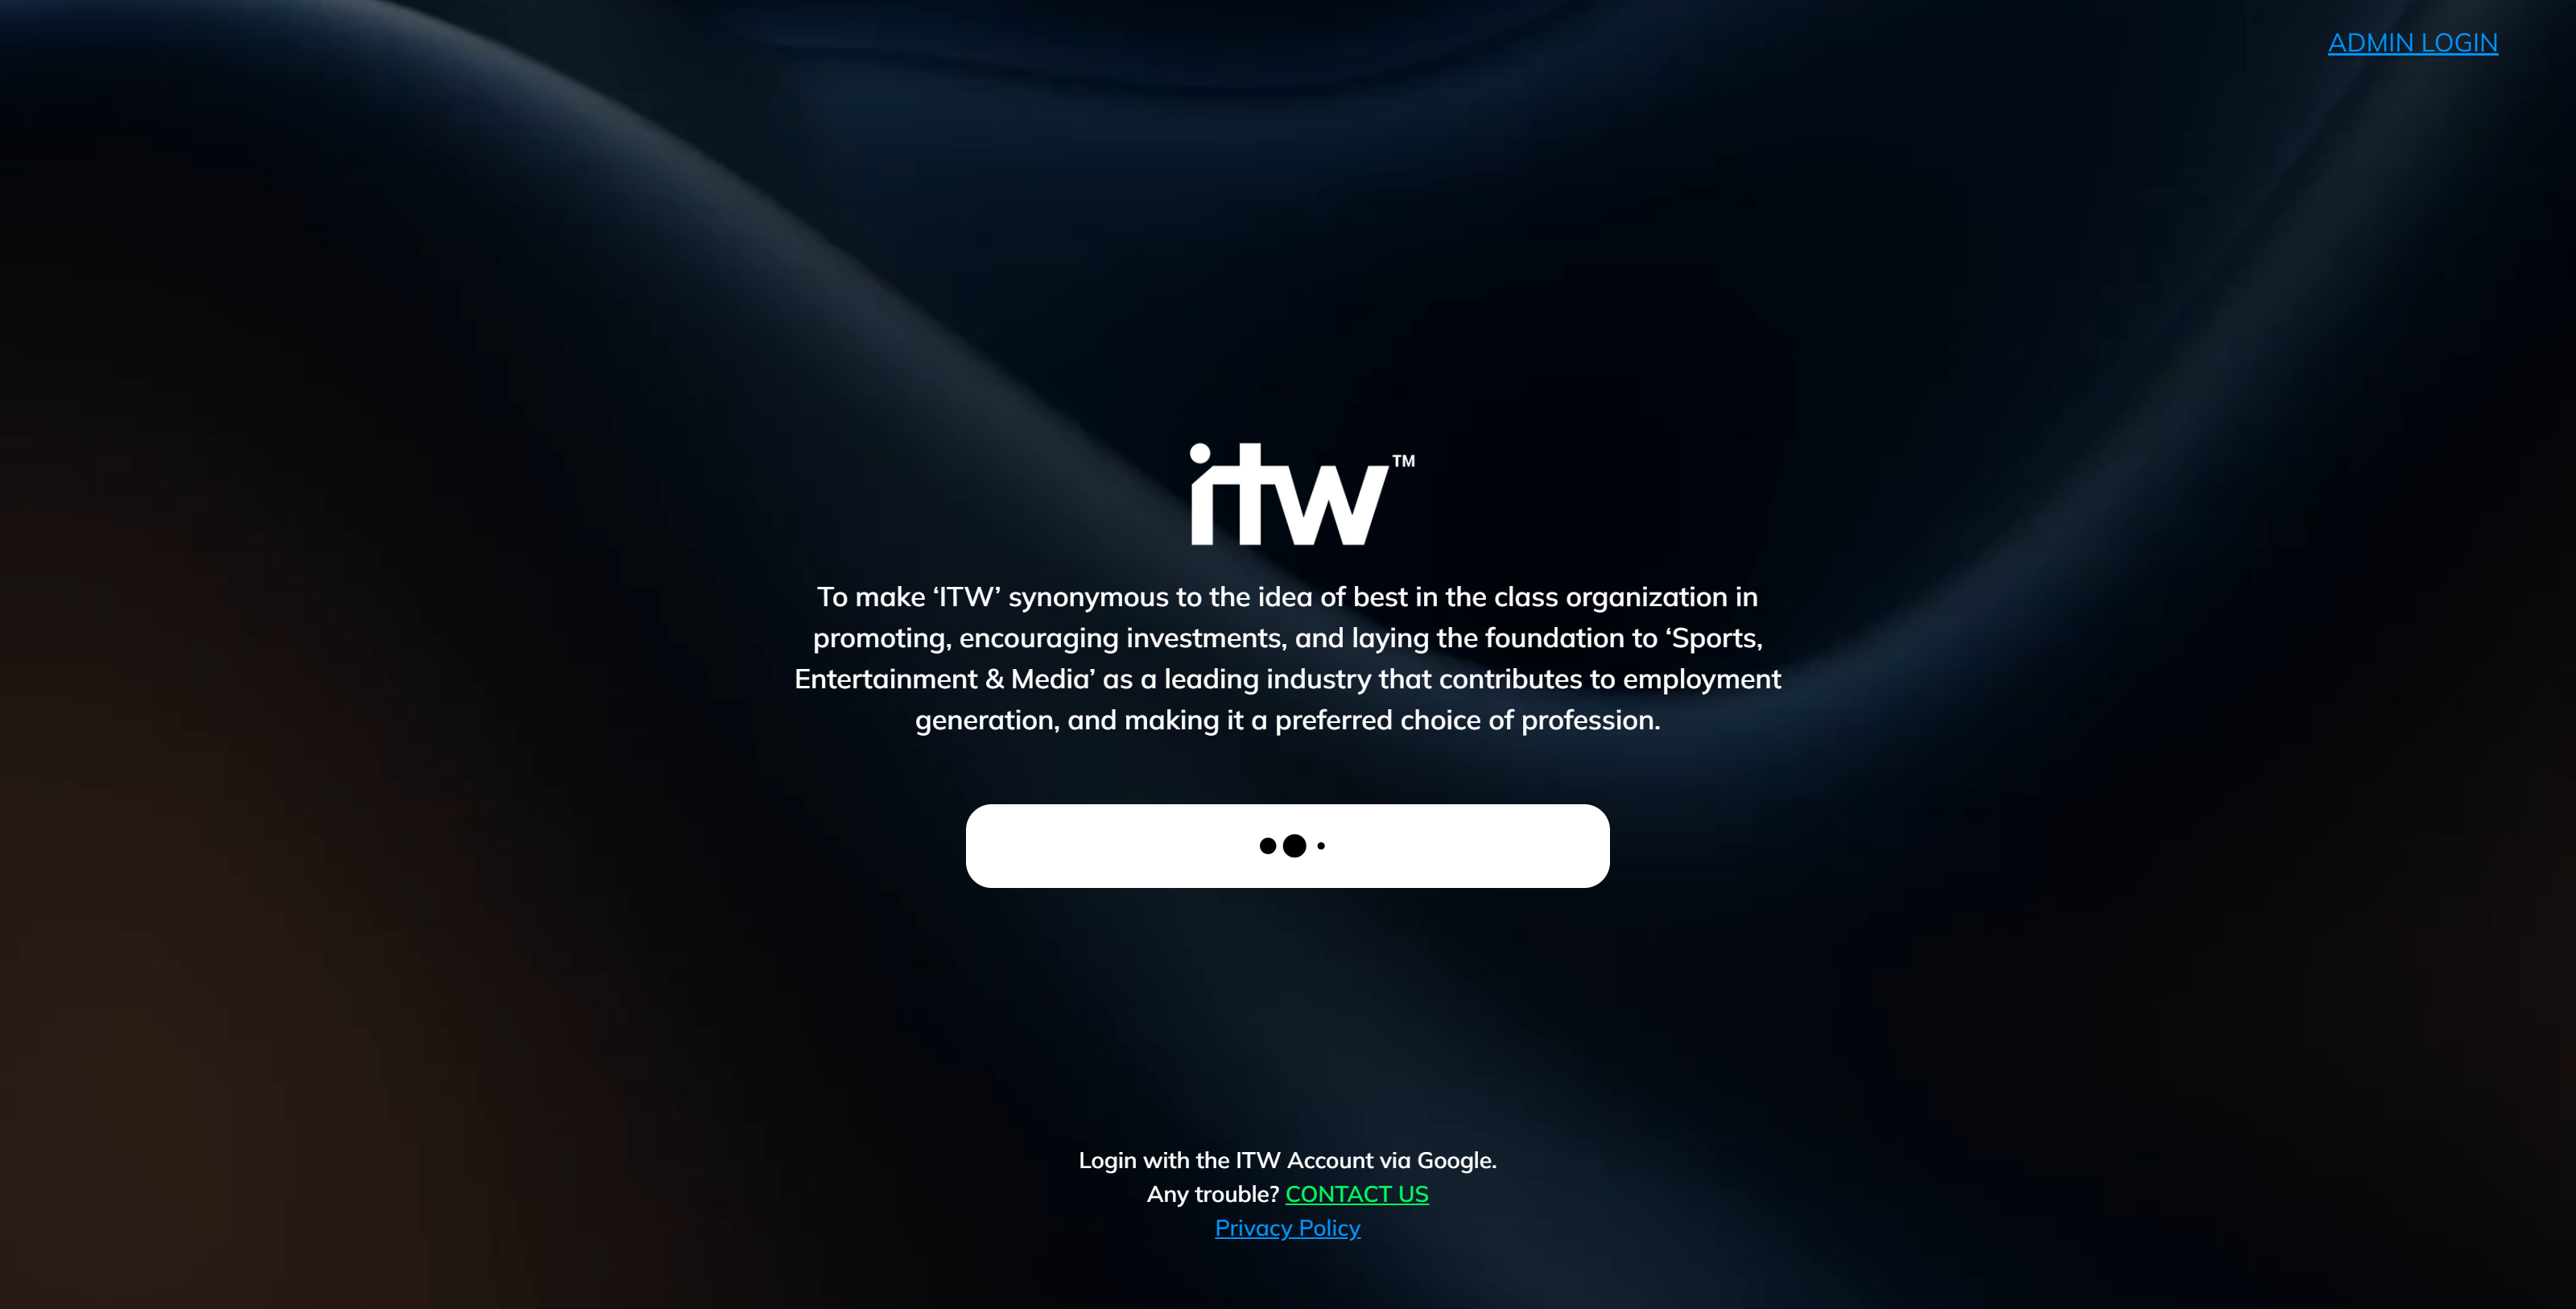 ADMIN LOGIN
itw™
To make ‘ITW’ synonymous to the idea of best in the class organization in
promoting, encouraging investments, and laying the foundation to ‘Sports,
Entertainment & Media’ as a leading industry that contributes to employment
generation, and making it a preferred choice of profession.
Login with the ITW Account via Google.
Any trouble? CONTACT US
Privacy Policy